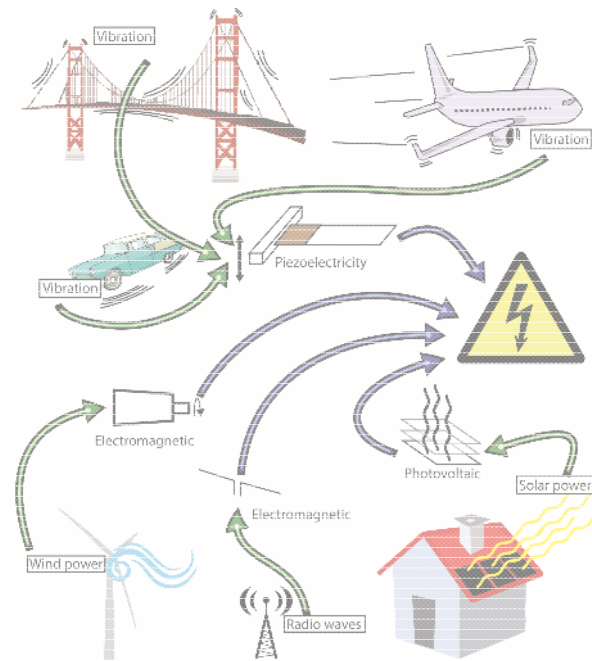 Vibration
Vibration
Piezoelectricity
Vibration
Electromagnetic
Photovoltaic
Solar power
Electromagnetic
Wind power
Radio waves